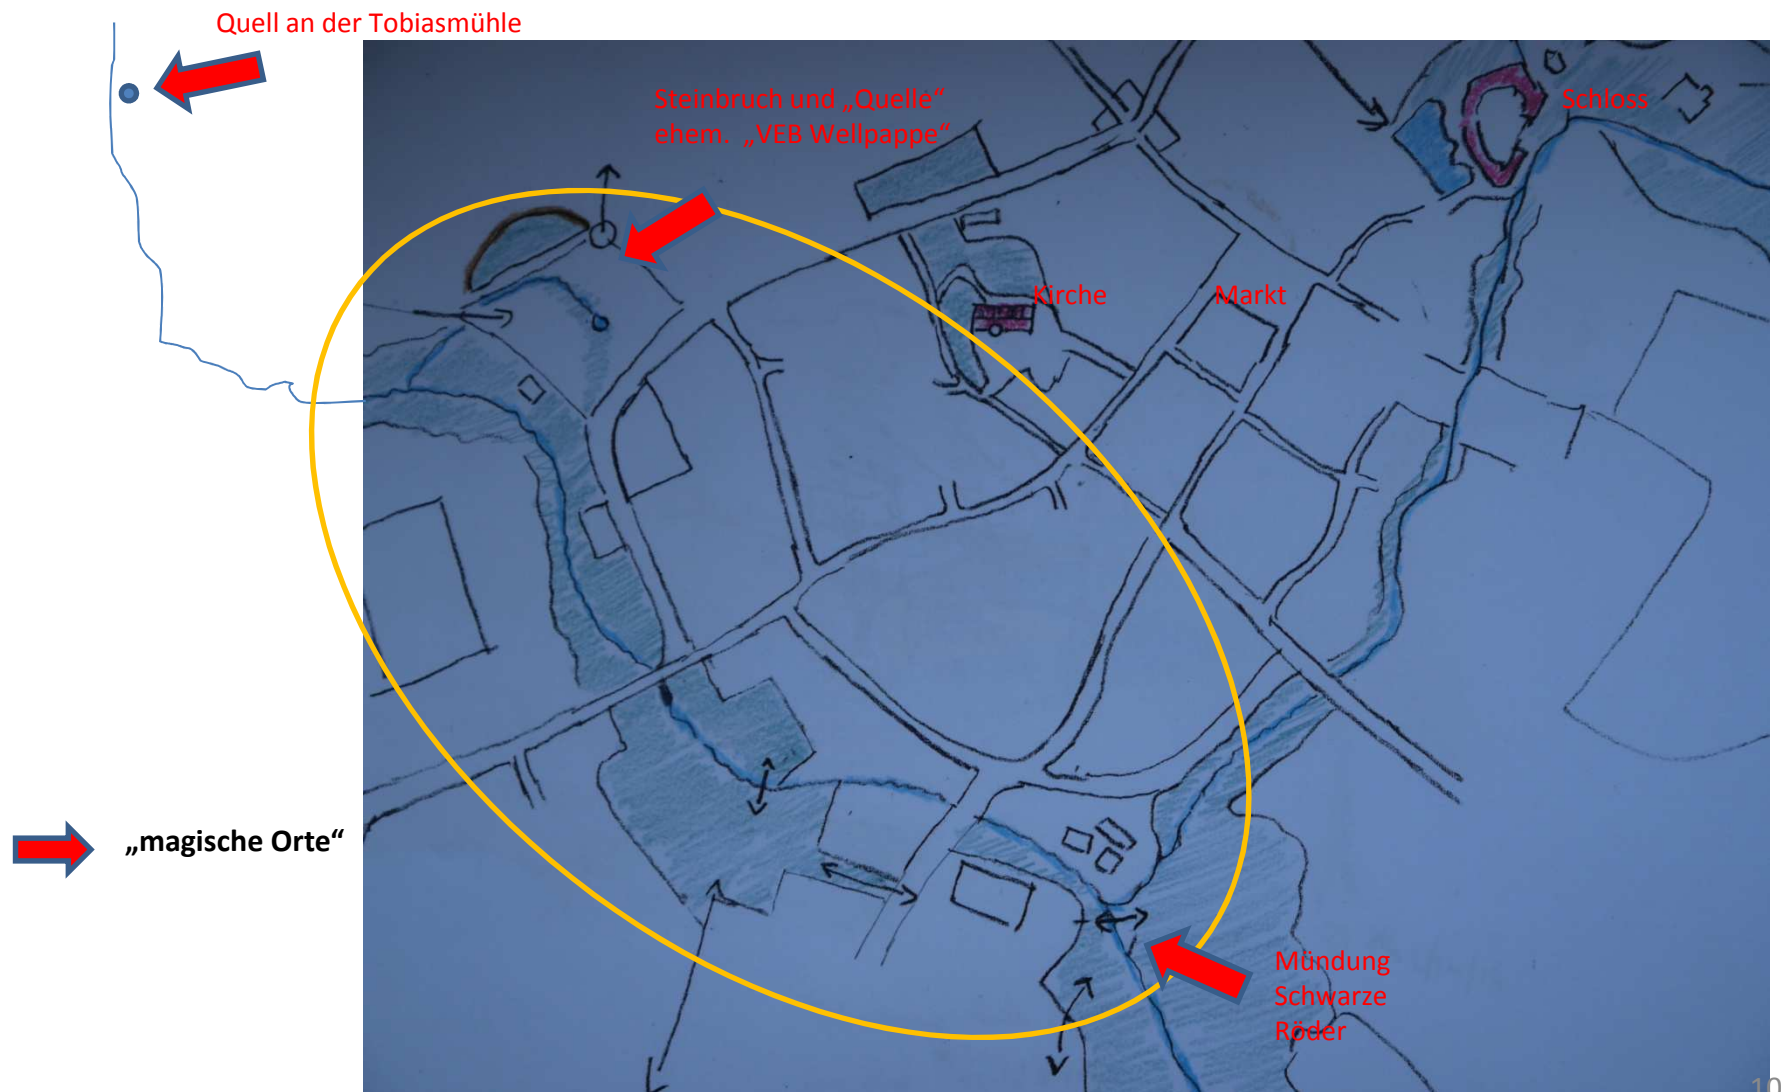 Quell an der Tobiasmühle
Steinbruch und „Quelle“
ehem. „VEB Wellpappe“
Schloss
Kirche
Markt
„magische Orte“
Mündung
Schwarze
Röder